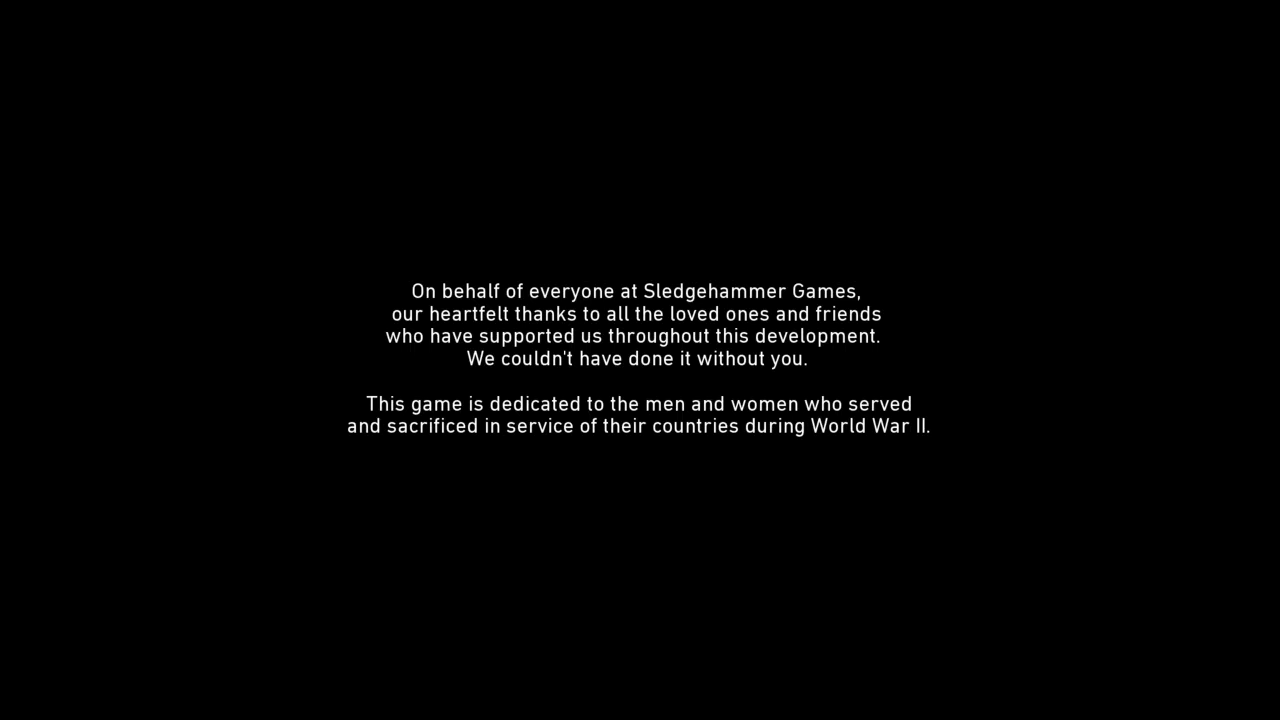 On behalf of everyone at Sledgehammer Games,
our heartfelt thanks to all the loved ones and friends
who have supported us throughout this development.
We couldn't have done it without you.
This game is dedicated to the men and women who served
and sacrificed in service of their countries during World War II.